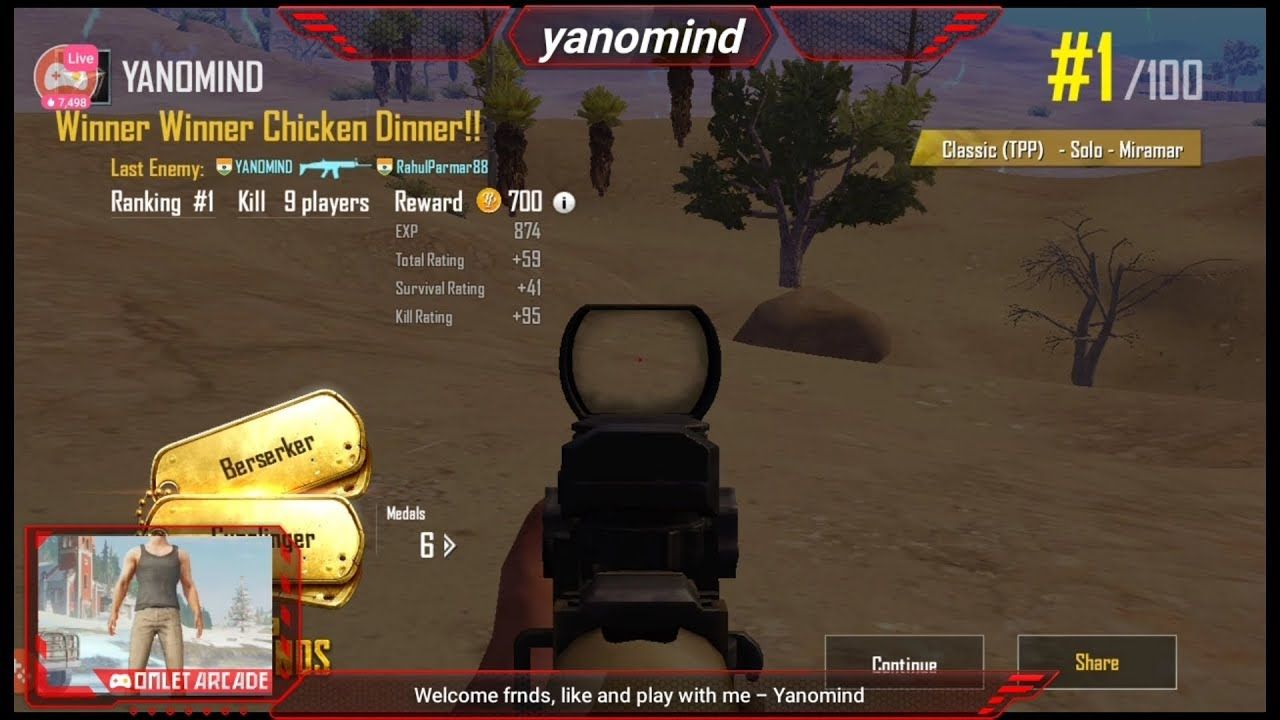 yanomind
Live
7,498
YANOMIND
#1/100
Winner Winner Chicken Dinner!!
Classic (TPP) - Solo - Miramar
Last Enemy: YANOMIND RahulParmar88
Ranking #1 Kill 9 players Reward 700 i
EXP 874
Total Rating +59
Survival Rating +41
Kill Rating +95
Berserker
Gunslinger
Medals
6
OMLET ARCADE
Continue
Share
Welcome frnds, like and play with me – Yanomind